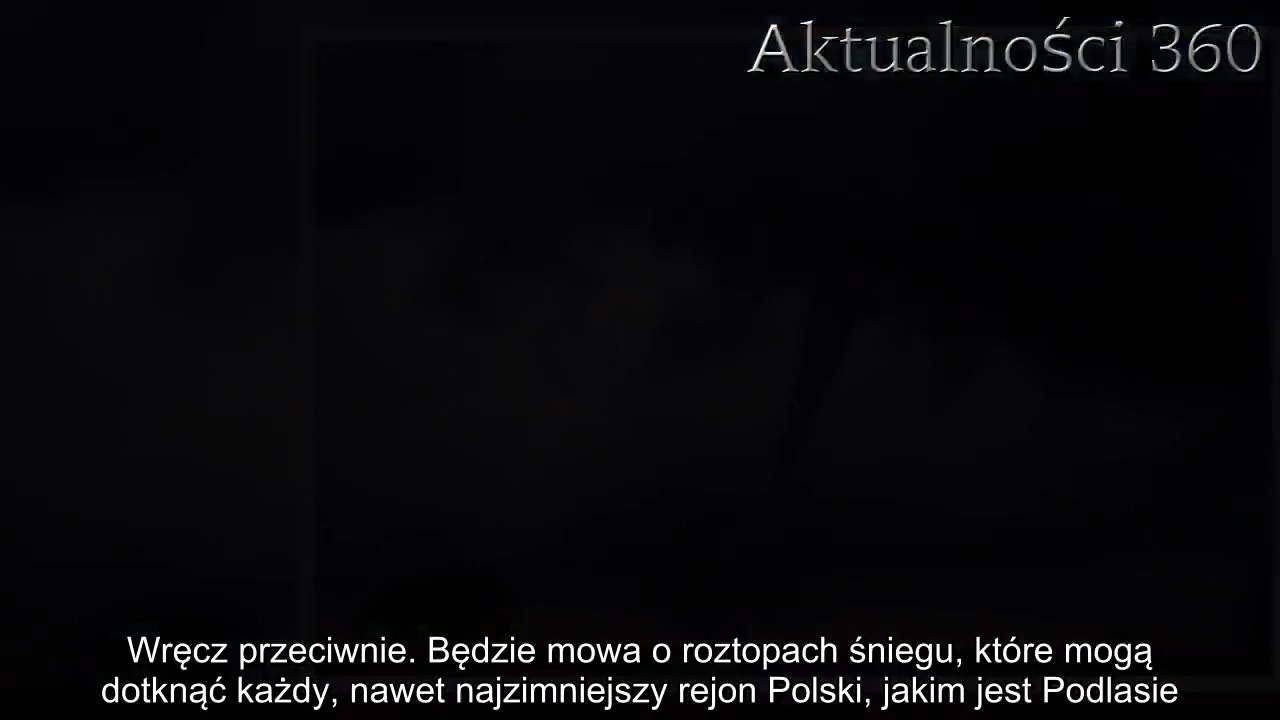 Aktualności 360
Wręcz przeciwnie. Będzie mowa o roztopach śniegu, które mogą
dotknąć każdy, nawet najzimniejszy rejon Polski, jakim jest Podlasie